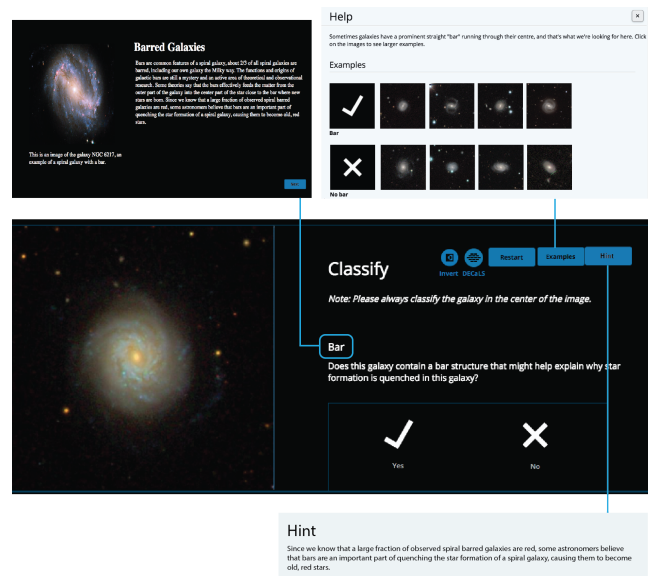 Barred Galaxies
Bars are common features of a spiral galaxy, about 2/3 of all spiral galaxies are
barred, including our own galaxy the Milky way. The functions and origins of
galactic bars are still a mystery and an active area of theoretical and observational
research. Some theories say that the bars effectively feeds the matter from the
outer part of the galaxy into the center part of the star close to the bar where new
stars are born. Since we know that a large fraction of observed spiral barred
galaxies are red, some astronomers believe that bars are an important part of
quenching the star formation of a spiral galaxy, causing them to become old, red
stars.
This is an image of the galaxy NGC 6217, an
example of a spiral galaxy with a bar.
Help
×
Sometimes galaxies have a prominent straight "bar" running through their centre, and that's what we're looking for here. Click
on the images to see larger examples.
Examples
Bar
No bar
Classify
Invert
DECaLS
Restart
Examples
Hint
Note: Please always classify the galaxy in the center of the image.
Bar
Does this galaxy contain a bar structure that might help explain why star
formation is quenched in this galaxy?
Yes
No
Hint
Since we know that a large fraction of observed spiral barred galaxies are red, some astronomers believe
that bars are an important part of quenching the star formation of a spiral galaxy, causing them to become
old, red stars.